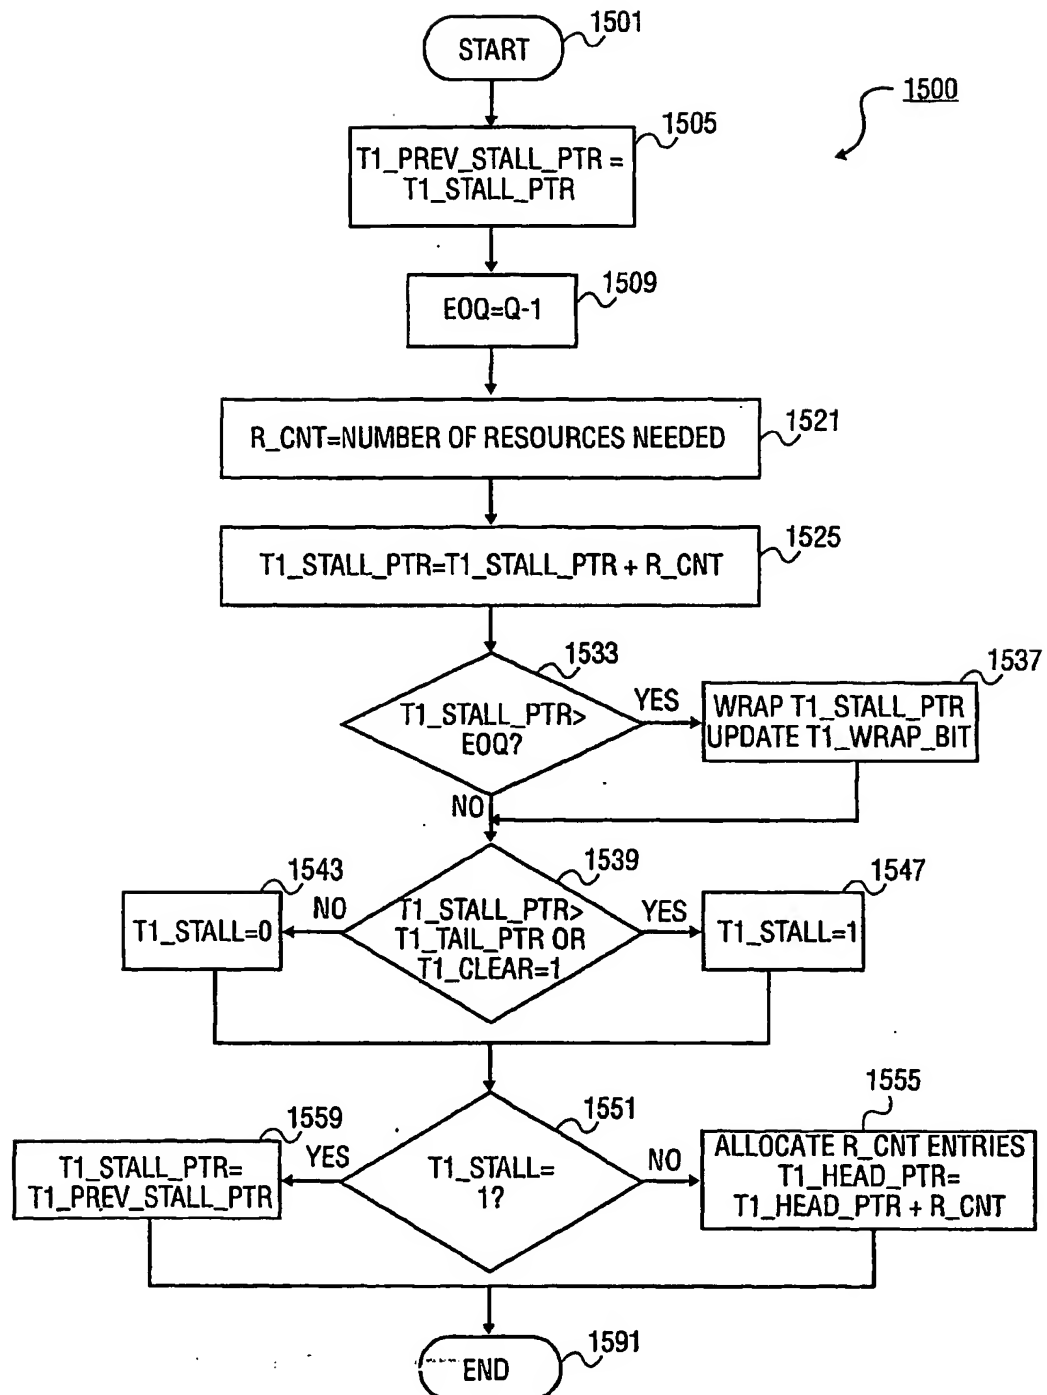 1501
START
1500
1505
T1_PREV_STALL_PTR =
T1_STALL_PTR
1509
EOQ=Q-1
1521
R_CNT=NUMBER OF RESOURCES NEEDED
1525
T1_STALL_PTR=T1_STALL_PTR + R_CNT
1533
T1_STALL_PTR>
EOQ?
YES
1537
WRAP T1_STALL_PTR
UPDATE T1_WRAP_BIT
NO
1539
T1_STALL_PTR>
T1_TAIL_PTR OR
T1_CLEAR=1
1543
NO
T1_STALL=0
YES
1547
T1_STALL=1
1551
T1_STALL=
1?
1559
YES
T1_STALL_PTR=
T1_PREV_STALL_PTR
NO
1555
ALLOCATE R_CNT ENTRIES
T1_HEAD_PTR=
T1_HEAD_PTR + R_CNT
1591
END